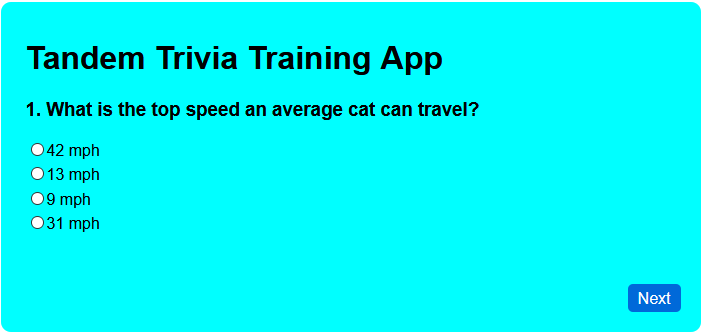 Tandem Trivia Training App
1. What is the top speed an average cat can travel?
42 mph
13 mph
9 mph
31 mph
Next